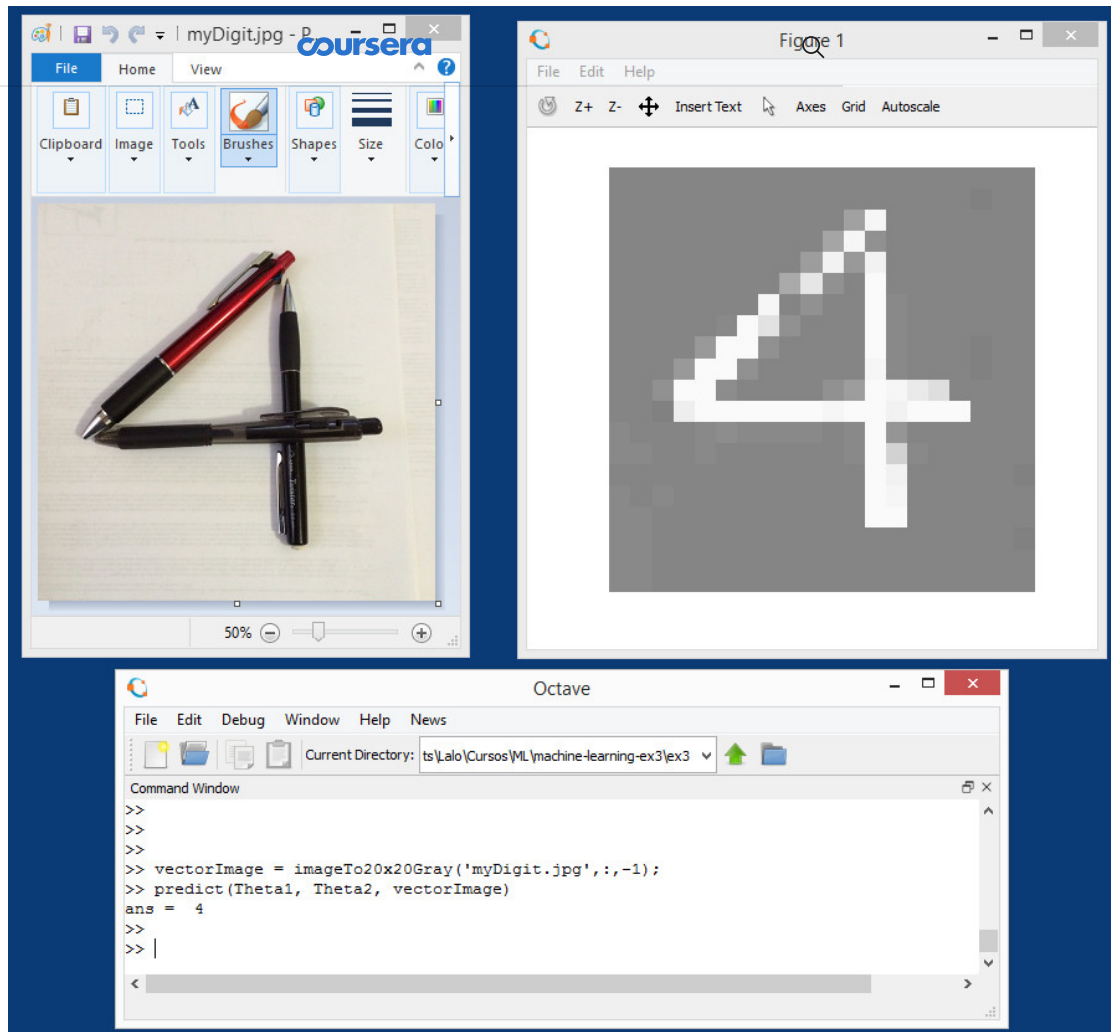 myDigit.jpg - P
coursera
File Home View
Clipboard Image Tools Brushes Shapes Size Colo
50%
Figure 1
File Edit Help
Z+ Z- Insert Text Axes Grid Autoscale
Octave
File Edit Debug Window Help News
Current Directory: ts\Lalo\Cursos\ML\machine-learning-ex3\ex3
Command Window
>>
>>
>>
>> vectorImage = imageTo20x20Gray('myDigit.jpg',:,-1);
>> predict(Theta1, Theta2, vectorImage)
ans = 4
>>
>>